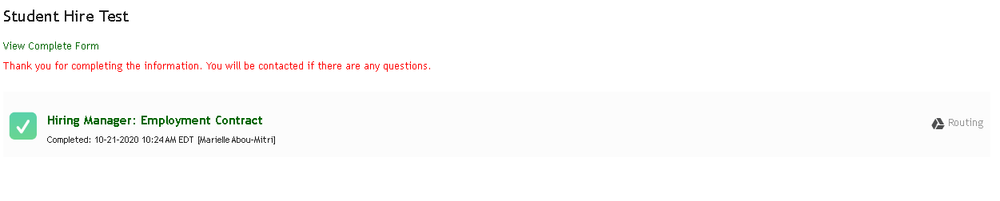 Student Hire Test
View Complete Form
Thank you for completing the information. You will be contacted if there are any questions.
Hiring Manager: Employment Contract
Routing
Completed: 10-21-2020 10:24 AM EDT [Marielle Abou-Mitri]